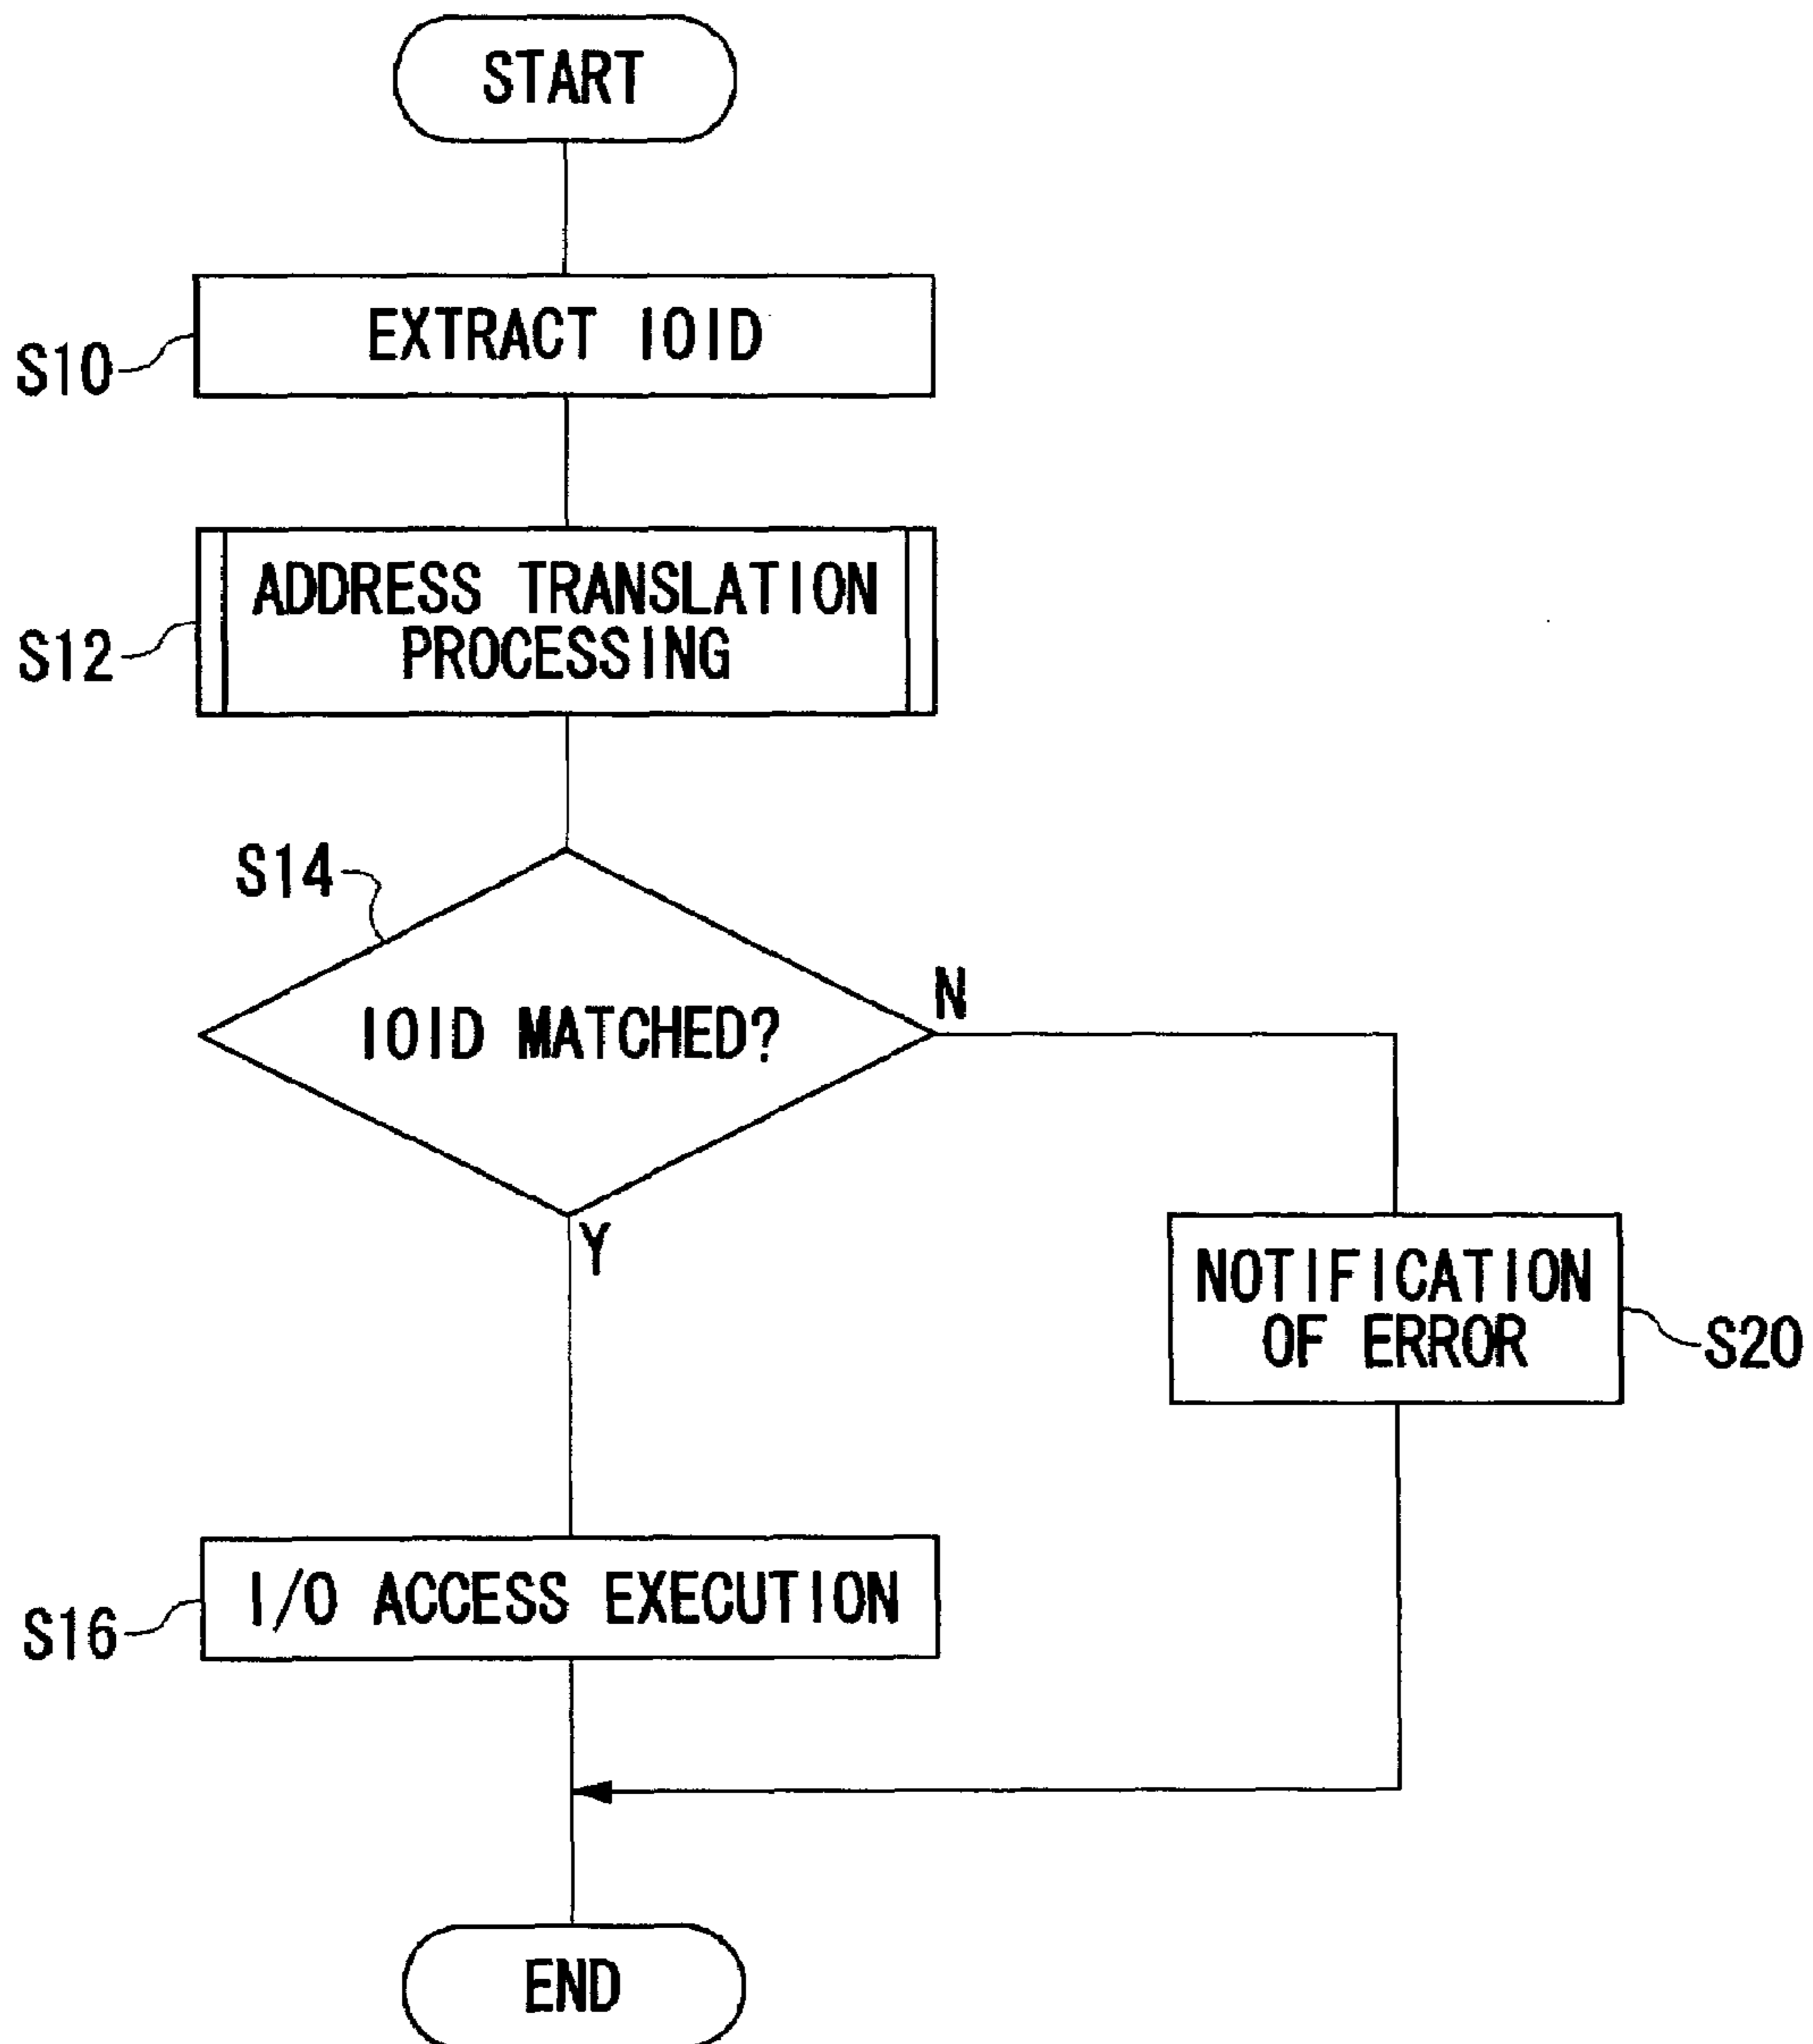 START
EXTRACT IOID
S10
ADDRESS TRANSLATION
PROCESSING
S12
S14
IOID MATCHED?
N
Y
NOTIFICATION
OF ERROR
S20
I/O ACCESS EXECUTION
S16
END